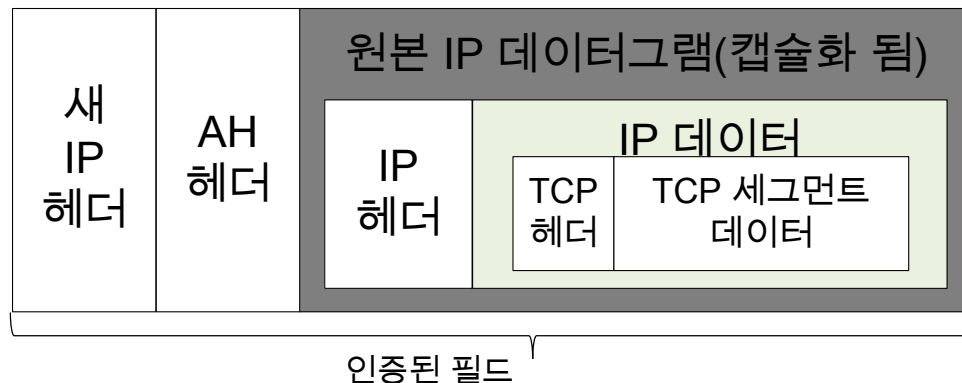 새
IP
헤더
AH
헤더
원본 IP 데이터그램(캡슐화 됨)
IP
헤더
IP 데이터
TCP
헤더
TCP 세그먼트
데이터
인증된 필드